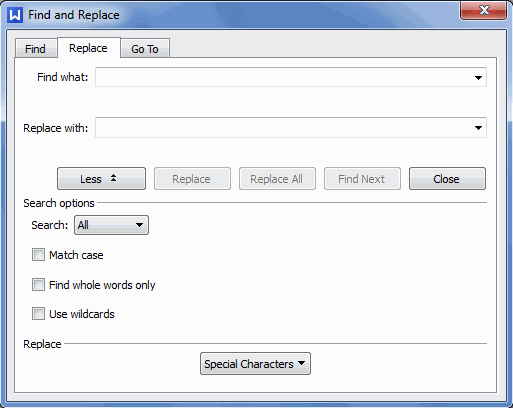 Find and Replace
Find Replace Go To
Find what:
Replace with:
Less Replace Replace All Find Next Close
Search options
Search: All
Match case
Find whole words only
Use wildcards
Replace
Special Characters